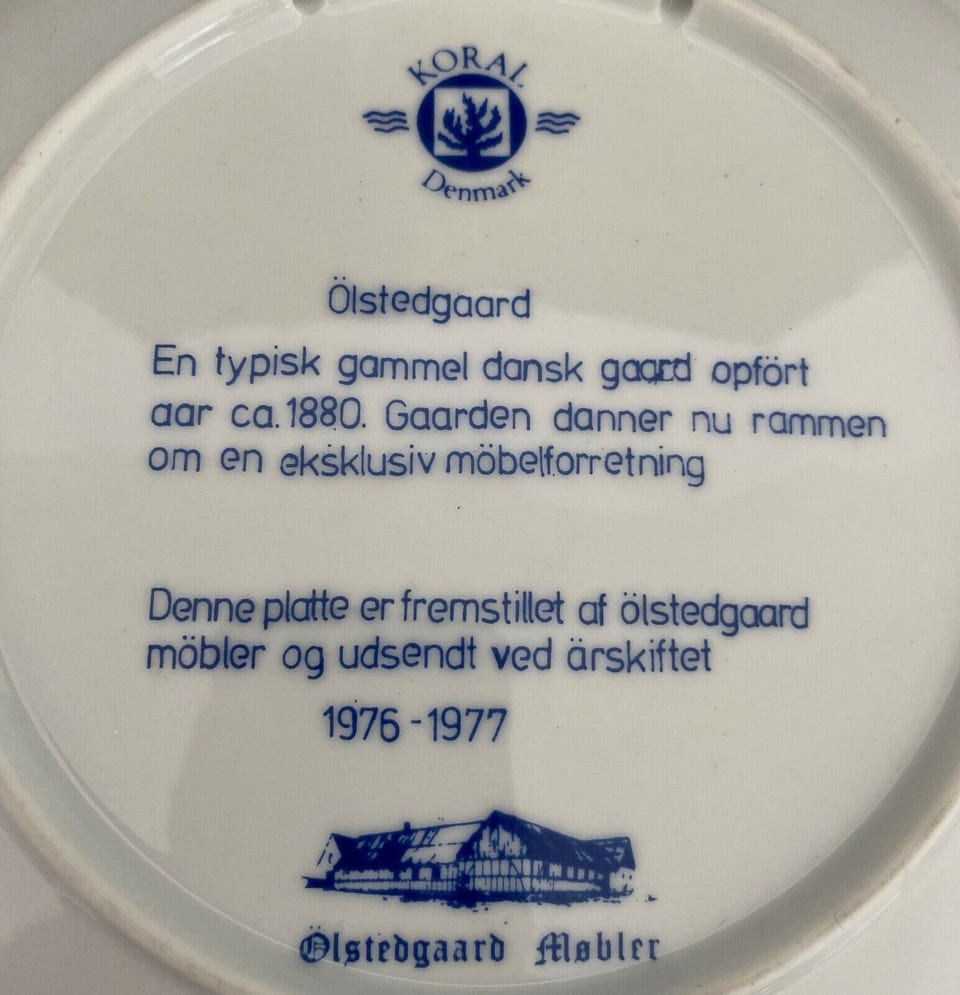 KORAL
Denmark
Ölstedgaard
En typisk gammel dansk gaard opfört
aar ca. 1880. Gaarden danner nu rammen
om en eksklusiv möbelforretning
Denne platte er fremstillet af ölstedgaard
möbler og udsendt ved ärskiftet
1976-1977
Ölstedgaard Møbler